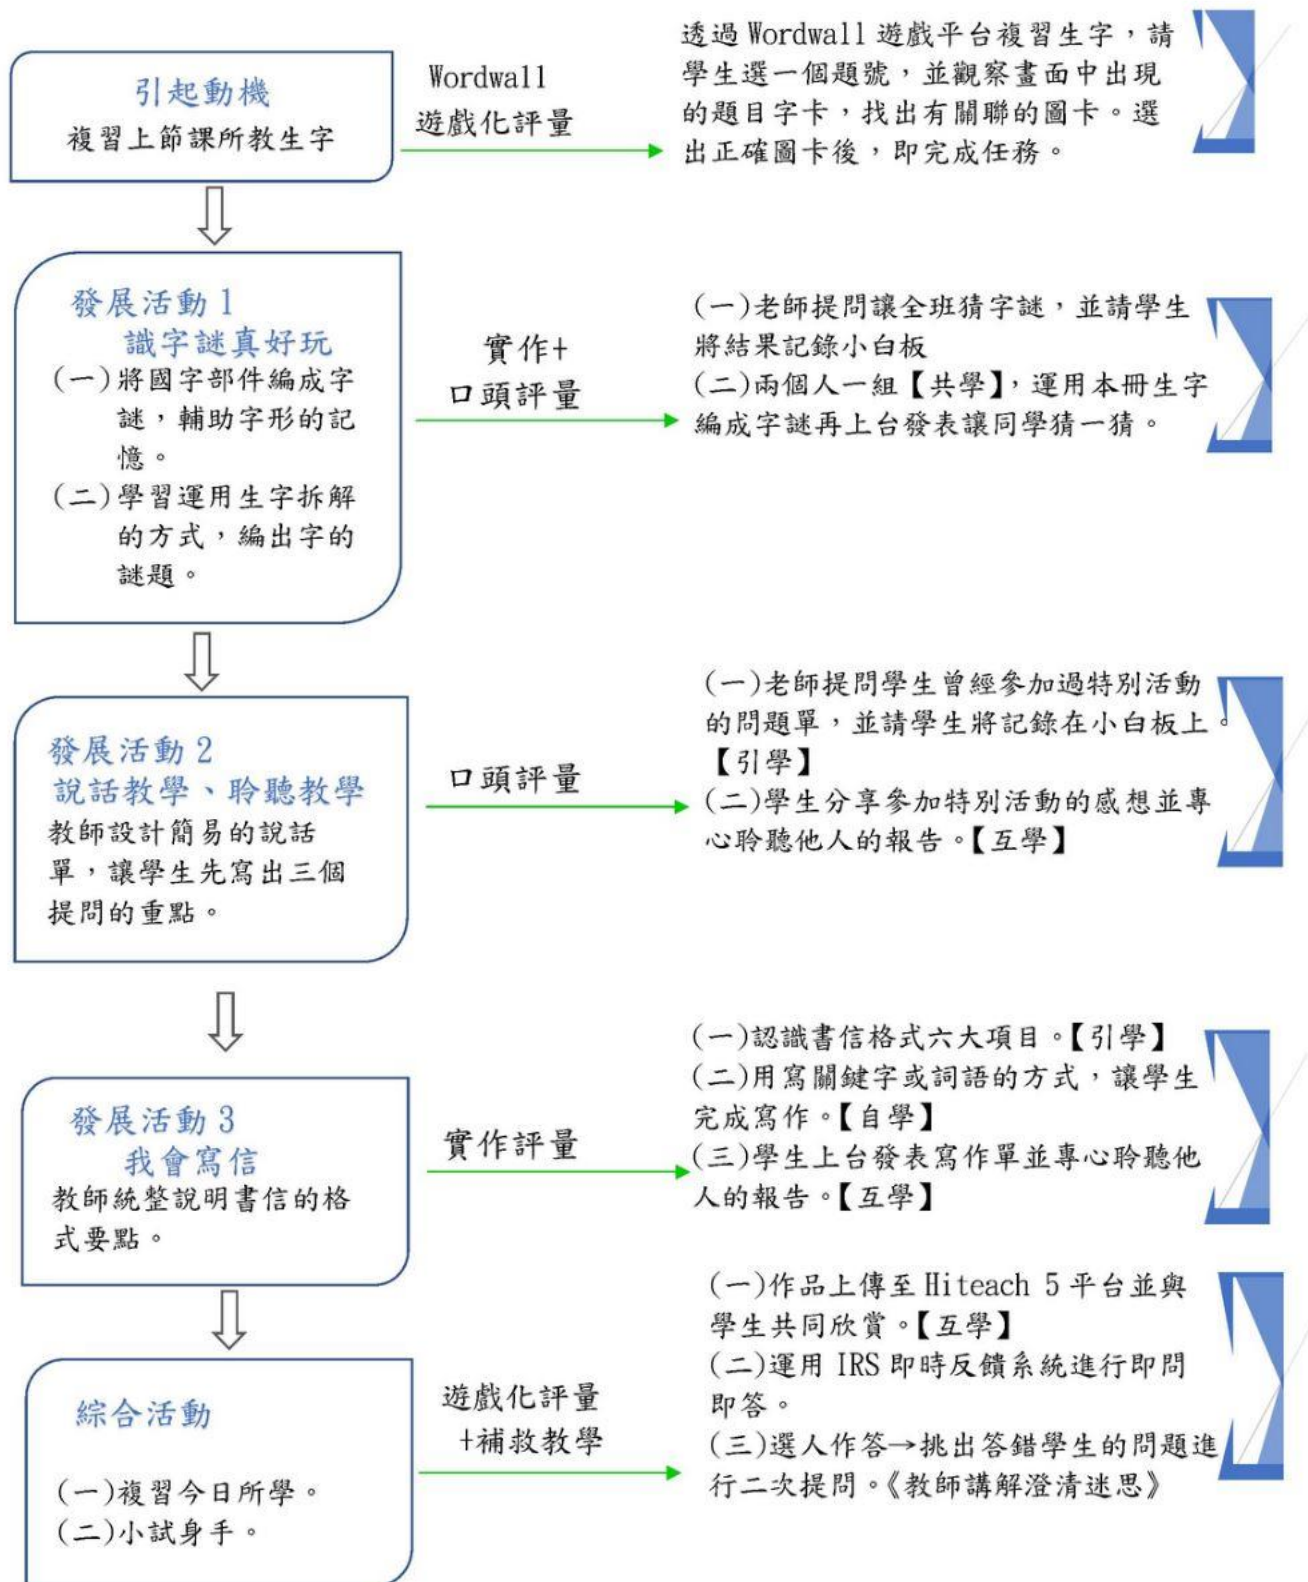 引起動機
複習上節課所教生字
Wordwall
遊戲化評量
透過 Wordwall 遊戲平台複習生字，請
學生選一個題號，並觀察畫面中出現
的題目字卡，找出有關聯的圖卡。選
出正確圖卡後，即完成任務。
發展活動 1
識字謎真好玩
(一)將國字部件編成字
謎，輔助字形的記
憶。
(二)學習運用生字拆解
的方式，編出字的
謎題。
實作+
口頭評量
(一)老師提問讓全班猜字謎，並請學生
將結果記錄小白板
(二)兩個人一組【共學】，運用本冊生字
編成字謎再上台發表讓同學猜一猜。
發展活動 2
說話教學、聆聽教學
教師設計簡易的說話
單，讓學生先寫出三個
提問的重點。
口頭評量
(一)老師提問學生曾經參加過特別活動
的問題單，並請學生將記錄在小白板上。
【引學】
(二)學生分享參加特別活動的感想並專
心聆聽他人的報告。【互學】
發展活動 3
我會寫信
教師統整說明書信的格
式要點。
實作評量
(一)認識書信格式六大項目。【引學】
(二)用寫關鍵字或詞語的方式，讓學生
完成寫作。【自學】
(三)學生上台發表寫作單並專心聆聽他
人的報告。【互學】
綜合活動
(一)複習今日所學。
(二)小試身手。
遊戲化評量
+補救教學
(一)作品上傳至 Hiteach 5 平台並與
學生共同欣賞。【互學】
(二)運用 IRS 即時反饋系統進行即問
即答。
(三)選人作答→挑出答錯學生的問題進
行二次提問。《教師講解澄清迷思》